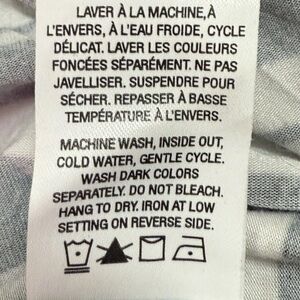 LAVER À LA MACHINE, À
L'ENVERS, À L'EAU FROIDE, CYCLE
DÉLICAT. LAVER LES COULEURS
FONCÉES SÉPARÉMENT. NE PAS
JAVELLISER. SUSPENDRE POUR
SÉCHER. REPASSER À BASSE
TEMPÉRATURE À L'ENVERS.
MACHINE WASH, INSIDE OUT,
COLD WATER, GENTLE CYCLE.
WASH DARK COLORS
SEPARATELY. DO NOT BLEACH.
HANG TO DRY. IRON AT LOW
SETTING ON REVERSE SIDE.